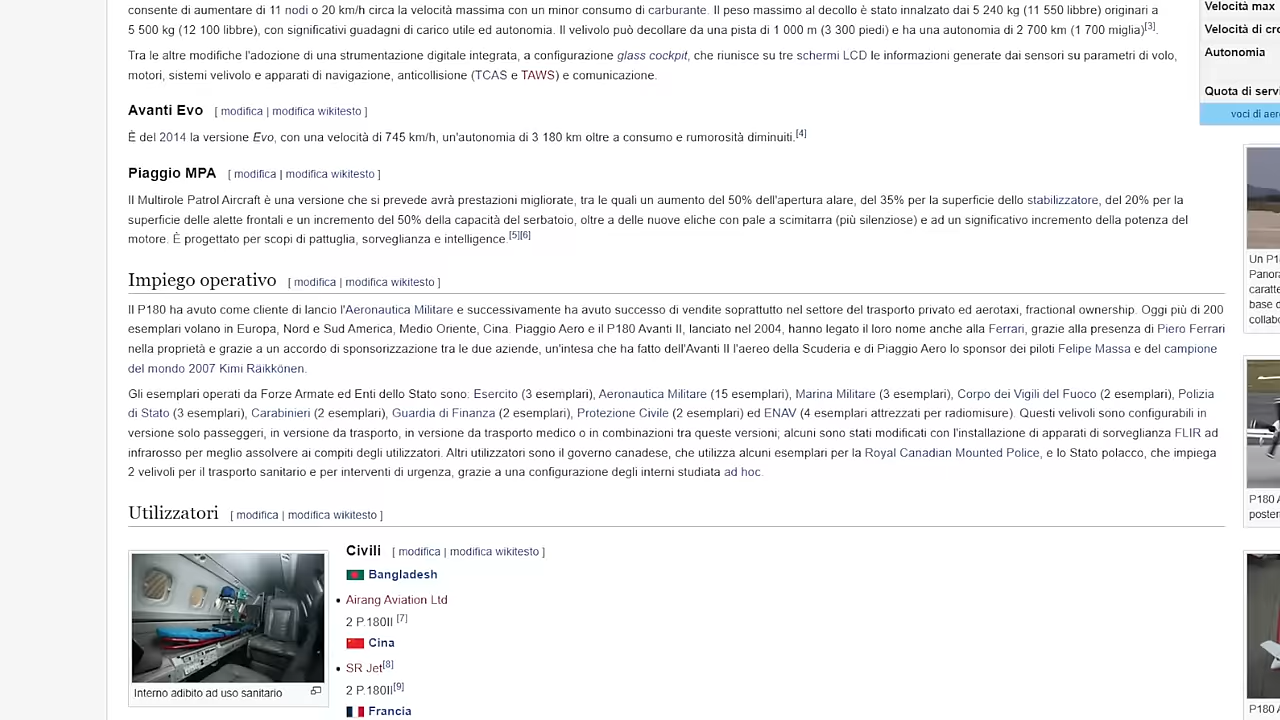 consente di aumentare di 11 nodi o 20 km/h circa la velocità massima con un minor consumo di carburante. Il peso massimo al decollo è stato innalzato dai 5 240 kg (11 550 libbre) originari a
5 500 kg (12 100 libbre), con significativi guadagni di carico utile ed autonomia. Il velivolo può decollare da una pista di 1 000 m (3 300 piedi) e ha una autonomia di 2 700 km (1 700 miglia)[3].
Tra le altre modifiche l'adozione di una strumentazione digitale integrata, a configurazione glass cockpit, che riunisce su tre schermi LCD le informazioni generate dai sensori su parametri di volo,
motori, sistemi velivolo e apparati di navigazione, anticollisione (TCAS e TAWS) e comunicazione.
Avanti Evo [ modifica | modifica wikitesto ]
È del 2014 la versione Evo, con una velocità di 745 km/h, un'autonomia di 3 180 km oltre a consumo e rumorosità diminuiti.[4]
Piaggio MPA [ modifica | modifica wikitesto ]
Il Multirole Patrol Aircraft è una versione che si prevede avrà prestazioni migliorate, tra le quali un aumento del 50% dell'apertura alare, del 35% per la superficie dello stabilizzatore, del 20% per la
superficie delle alette frontali e un incremento del 50% della capacità del serbatoio, oltre a delle nuove eliche con pale a scimitarra (più silenziose) e ad un significativo incremento della potenza del
motore. È progettato per scopi di pattuglia, sorveglianza e intelligence.[5][6]
Impiego operativo [ modifica | modifica wikitesto ]
Il P180 ha avuto come cliente di lancio l'Aeronautica Militare e successivamente ha avuto successo di vendite soprattutto nel settore del trasporto privato ed aerotaxi, fractional ownership. Oggi più di 200
esemplari volano in Europa, Nord e Sud America, Medio Oriente, Cina. Piaggio Aero e il P180 Avanti II, lanciato nel 2004, hanno legato il loro nome anche alla Ferrari, grazie alla presenza di Piero Ferrari
nella proprietà e grazie a un accordo di sponsorizzazione tra le due aziende, un'intesa che ha fatto dell'Avanti II l'aereo della Scuderia e di Piaggio Aero lo sponsor dei piloti Felipe Massa e del campione
del mondo 2007 Kimi Räikkönen.
Gli esemplari operati da Forze Armate ed Enti dello Stato sono: Esercito (3 esemplari), Aeronautica Militare (15 esemplari), Marina Militare (3 esemplari), Corpo dei Vigili del Fuoco (2 esemplari), Polizia
di Stato (3 esemplari), Carabinieri (2 esemplari), Guardia di Finanza (2 esemplari), Protezione Civile (2 esemplari) ed ENAV (4 esemplari attrezzati per radiomisure). Questi velivoli sono configurabili in
versione solo passeggeri, in versione da trasporto, in versione da trasporto medico o in combinazioni tra queste versioni; alcuni sono stati modificati con l'installazione di apparati di sorveglianza FLIR ad
infrarosso per meglio assolvere ai compiti degli utilizzatori. Altri utilizzatori sono il governo canadese, che utilizza alcuni esemplari per la Royal Canadian Mounted Police, e lo Stato polacco, che impiega
2 velivoli per il trasporto sanitario e per interventi di urgenza, grazie a una configurazione degli interni studiata ad hoc.
Utilizzatori [ modifica | modifica wikitesto ]
Interno adibito ad uso sanitario
Civili [ modifica | modifica wikitesto ]
Bangladesh
• Airang Aviation Ltd
2 P.180II [7]
Cina
• SR Jet[8]
2 P.180II[9]
Francia
Velocità max
Velocità di cro
Autonomia
Quota di servi
voci di aer
Un P1
Panora
caratte
base d
collabo
P180 A
poster
P180 A